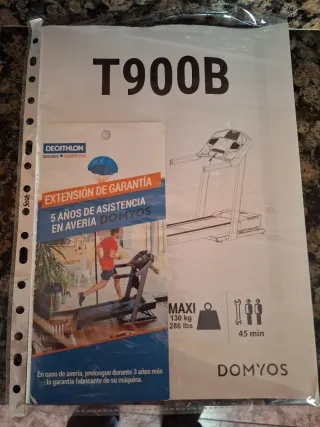 T900B
DECATHLON
EXTENSIÓN DE GARANTÍA
5 AÑOS DE ASISTENCIA
EN AVERIA DOMYOS
En caso de avería, prolongue durante 3 años más
la garantía fabricante de su máquina.
MAXI
130 kg
286 lbs
45 min
DOMYOS